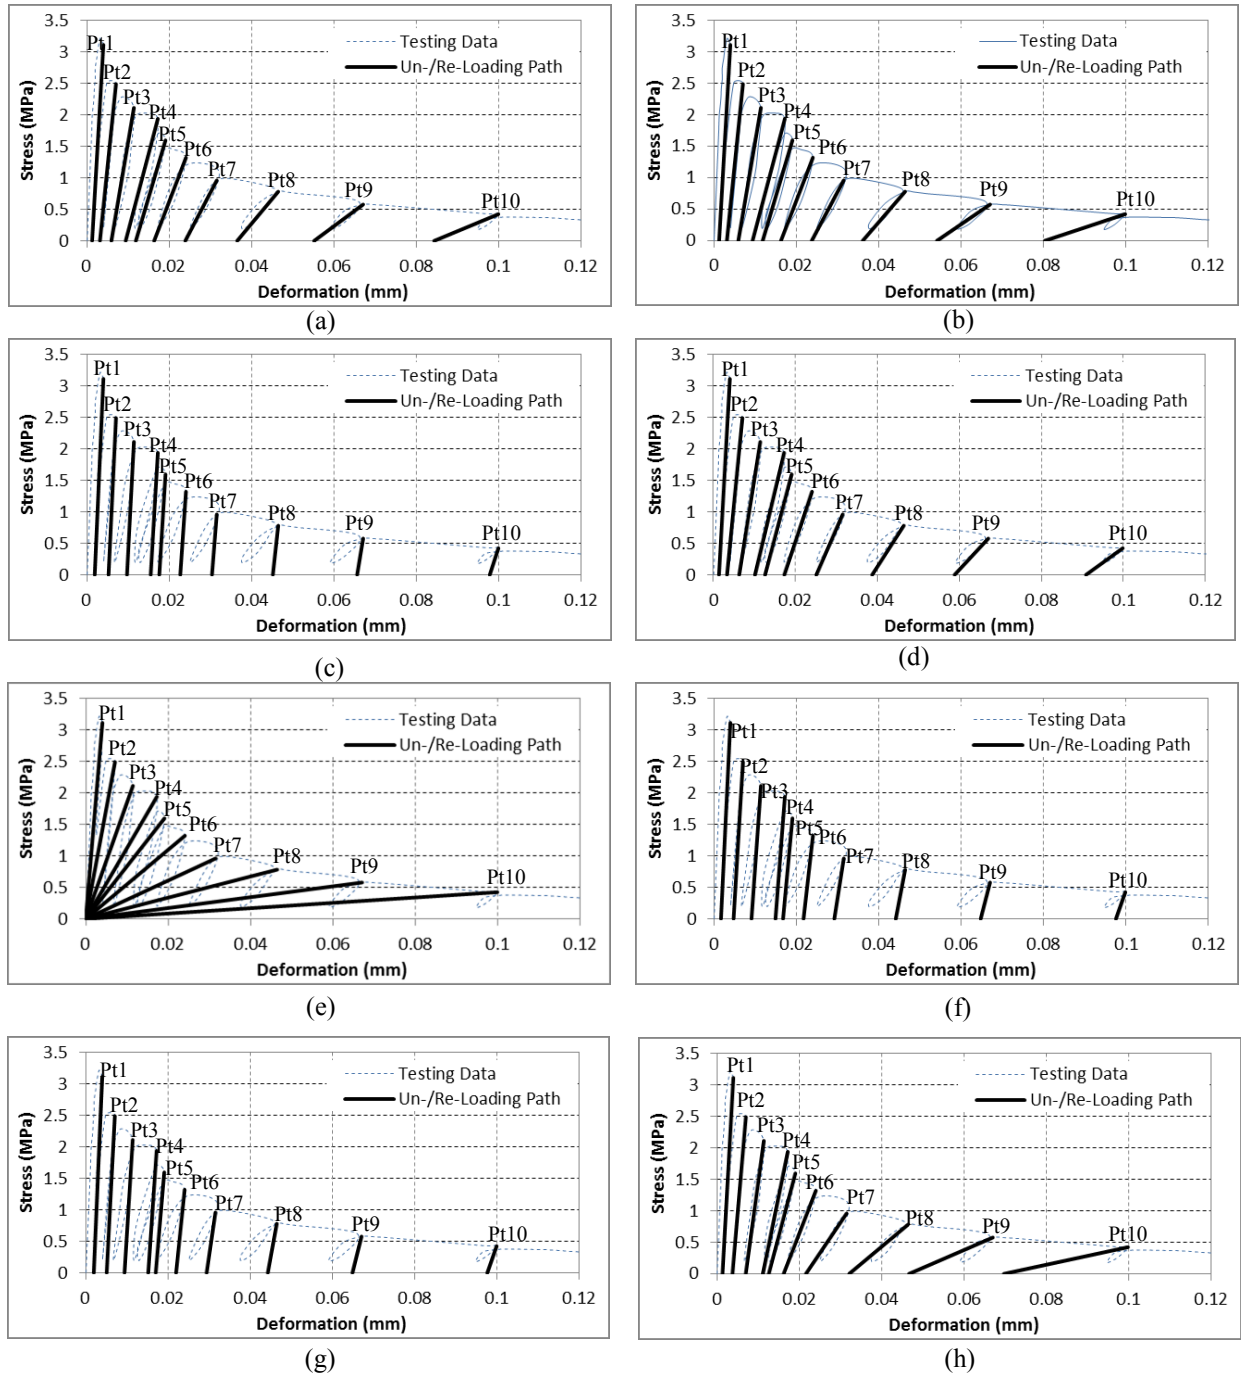 3.5
3
2.5
2
1.5
1
0.5
0
Stress (MPa)
Pt1
Pt2
Pt3
Pt4
Pt5
Pt6
Pt7
Pt8
Pt9
Pt10
Testing Data
Un-/Re-Loading Path
0 0.02 0.04 0.06 0.08 0.1 0.12
Deformation (mm)
(a)
3.5
3
2.5
2
1.5
1
0.5
0
Stress (MPa)
Pt1
Pt2
Pt3
Pt4
Pt5
Pt6
Pt7
Pt8
Pt9
Pt10
Testing Data
Un-/Re-Loading Path
0 0.02 0.04 0.06 0.08 0.1 0.12
Deformation (mm)
(b)
3.5
3
2.5
2
1.5
1
0.5
0
Stress (MPa)
Pt1
Pt2
Pt3
Pt4
Pt5
Pt6
Pt7
Pt8
Pt9
Pt10
Testing Data
Un-/Re-Loading Path
0 0.02 0.04 0.06 0.08 0.1 0.12
Deformation (mm)
(c)
3.5
3
2.5
2
1.5
1
0.5
0
Stress (MPa)
Pt1
Pt2
Pt3
Pt4
Pt5
Pt6
Pt7
Pt8
Pt9
Pt10
Testing Data
Un-/Re-Loading Path
0 0.02 0.04 0.06 0.08 0.1 0.12
Deformation (mm)
(d)
3.5
3
2.5
2
1.5
1
0.5
0
Stress (MPa)
Pt1
Pt2
Pt3
Pt4
Pt5
Pt6
Pt7
Pt8
Pt9
Pt10
Testing Data
Un-/Re-Loading Path
0 0.02 0.04 0.06 0.08 0.1 0.12
Deformation (mm)
(e)
3.5
3
2.5
2
1.5
1
0.5
0
Stress (MPa)
Pt1
Pt2
Pt3
Pt4
Pt5
Pt6
Pt7
Pt8
Pt9
Pt10
Testing Data
Un-/Re-Loading Path
0 0.02 0.04 0.06 0.08 0.1 0.12
Deformation (mm)
(f)
3.5
3
2.5
2
1.5
1
0.5
0
Stress (MPa)
Pt1
Pt2
Pt3
Pt4
Pt5
Pt6
Pt7
Pt8
Pt9
Pt10
Testing Data
Un-/Re-Loading Path
0 0.02 0.04 0.06 0.08 0.1 0.12
Deformation (mm)
(g)
3.5
3
2.5
2
1.5
1
0.5
0
Stress (MPa)
Pt1
Pt2
Pt3
Pt4
Pt5
Pt6
Pt7
Pt8
Pt9
Pt10
Testing Data
Un-/Re-Loading Path
0 0.02 0.04 0.06 0.08 0.1 0.12
Deformation (mm)
(h)